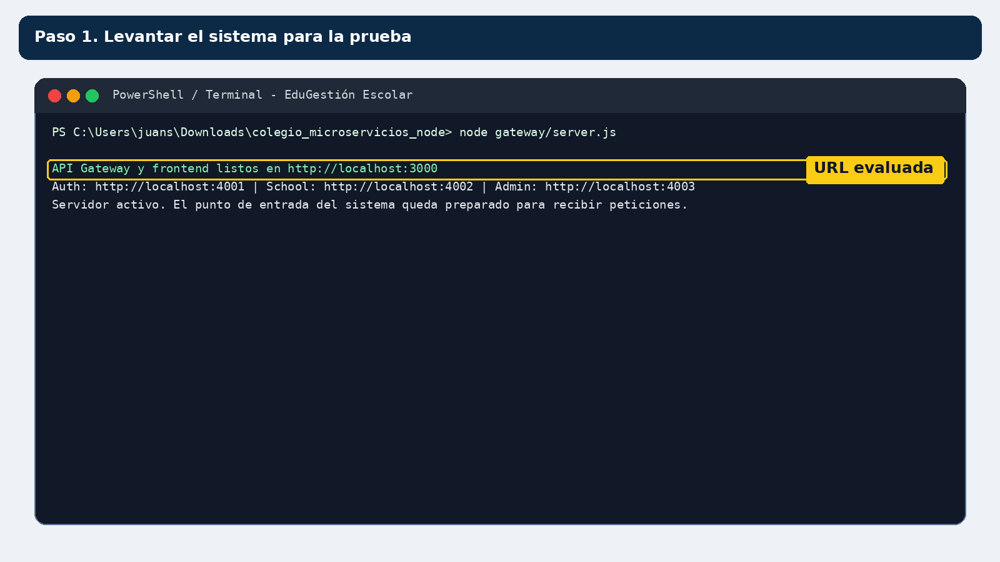 Paso 1. Levantar el sistema para la prueba
PowerShell / Terminal - EduGestión Escolar
PS C:\Users\juans\Downloads\colegio_microservicios_node> node gateway/server.js
API Gateway y frontend listos en http://localhost:3000
URL evaluada
Auth: http://localhost:4001 | School: http://localhost:4002 | Admin: http://localhost:4003
Servidor activo. El punto de entrada del sistema queda preparado para recibir peticiones.